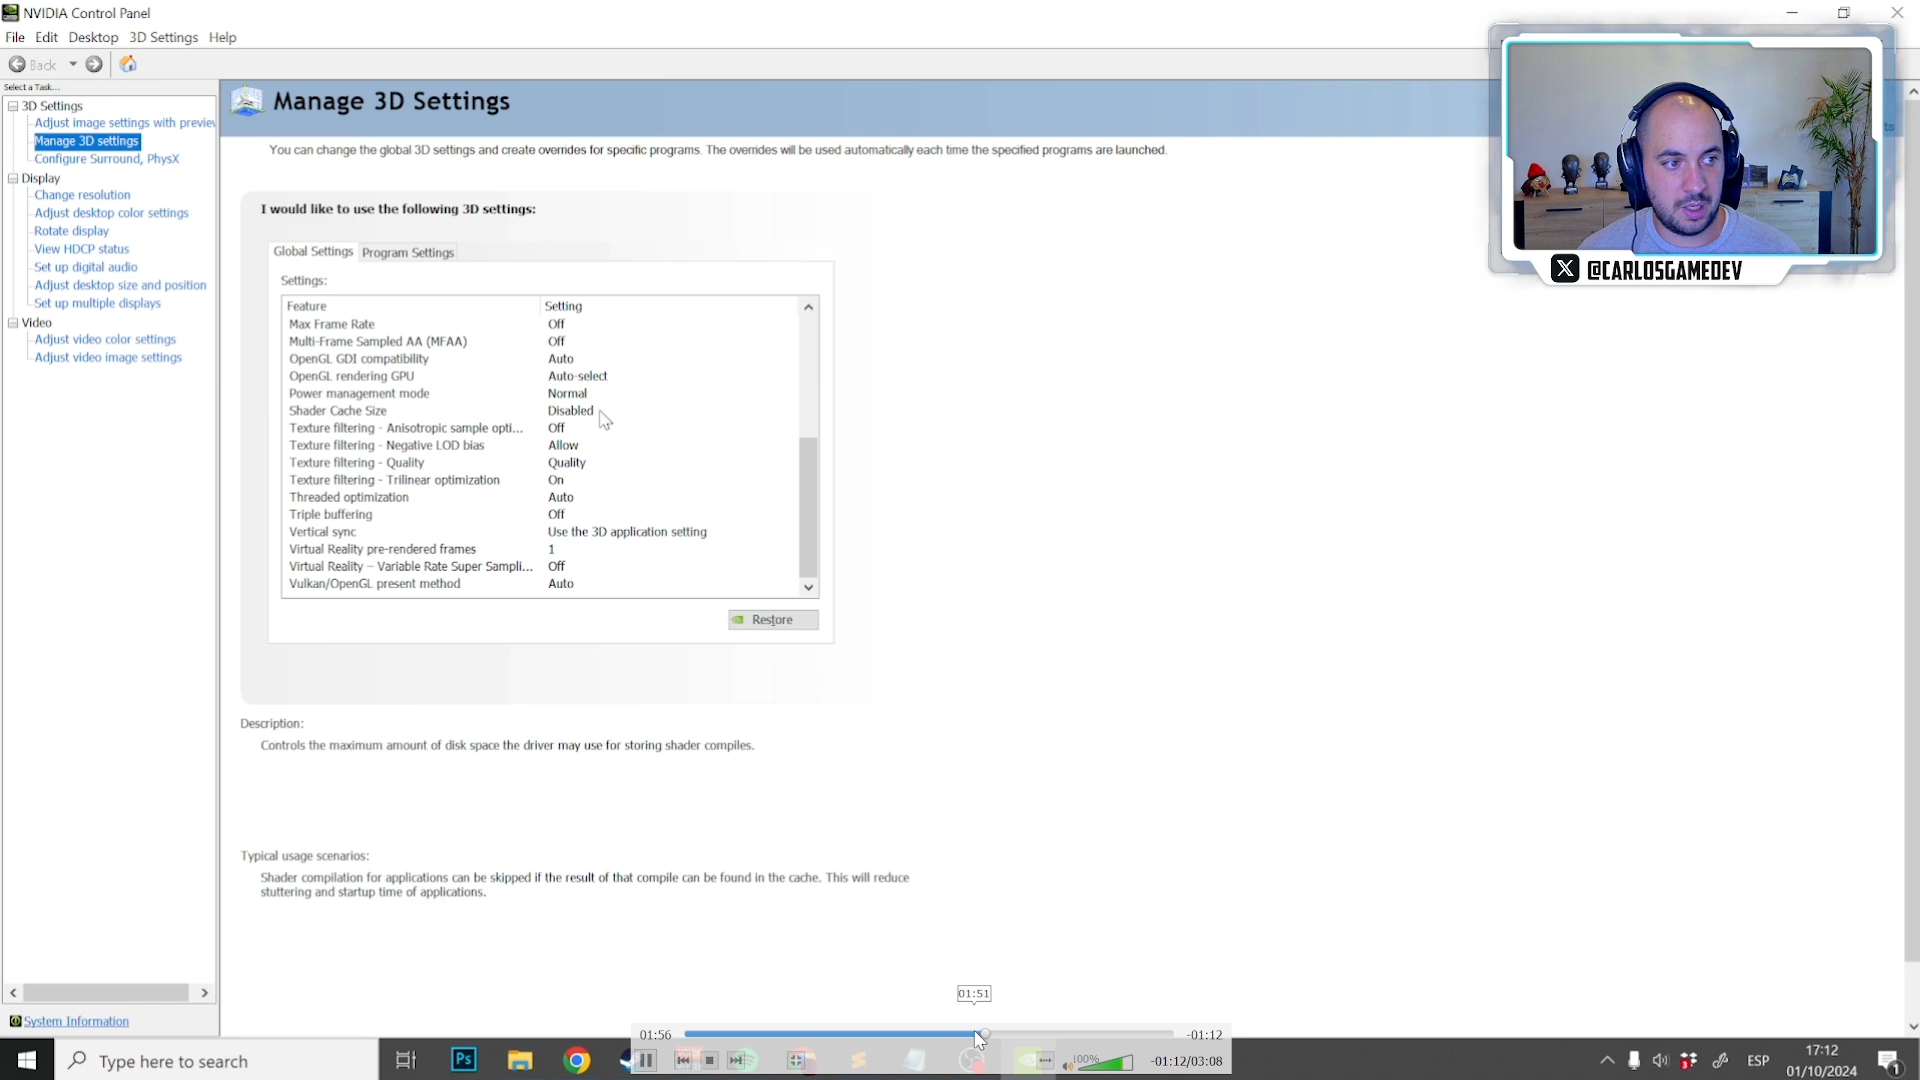 NVIDIA Control Panel
File Edit Desktop 3D Settings Help
Back
Select a Task...
3D Settings
Adjust image settings with preview
Manage 3D settings
Configure Surround, PhysX
Display
Change resolution
Adjust desktop color settings
Rotate display
View HDCP status
Set up digital audio
Adjust desktop size and position
Set up multiple displays
Video
Adjust video color settings
Adjust video image settings
System Information
Manage 3D Settings
You can change the global 3D settings and create overrides for specific programs. The overrides will be used automatically each time the specified programs are launched.
I would like to use the following 3D settings:
Global Settings Program Settings
Settings:
Feature Setting
Max Frame Rate Off
Multi-Frame Sampled AA (MFAA) Off
OpenGL GDI compatibility Auto
OpenGL rendering GPU Auto-select
Power management mode Normal
Shader Cache Size Disabled
Texture filtering - Anisotropic sample opti... Off
Texture filtering - Negative LOD bias Allow
Texture filtering - Quality Quality
Texture filtering - Trilinear optimization On
Threaded optimization Auto
Triple buffering Off
Vertical sync Use the 3D application setting
Virtual Reality pre-rendered frames 1
Virtual Reality – Variable Rate Super Sampli... Off
Vulkan/OpenGL present method Auto
Restore
Description:
Controls the maximum amount of disk space the driver may use for storing shader compiles.
Typical usage scenarios:
Shader compilation for applications can be skipped if the result of that compile can be found in the cache. This will reduce
stuttering and startup time of applications.
X @CARLOSGAMEDEV
01:51
01:56 -01:12
100% -01:12/03:08
Type here to search
Ps
ESP
17:12
01/10/2024
1